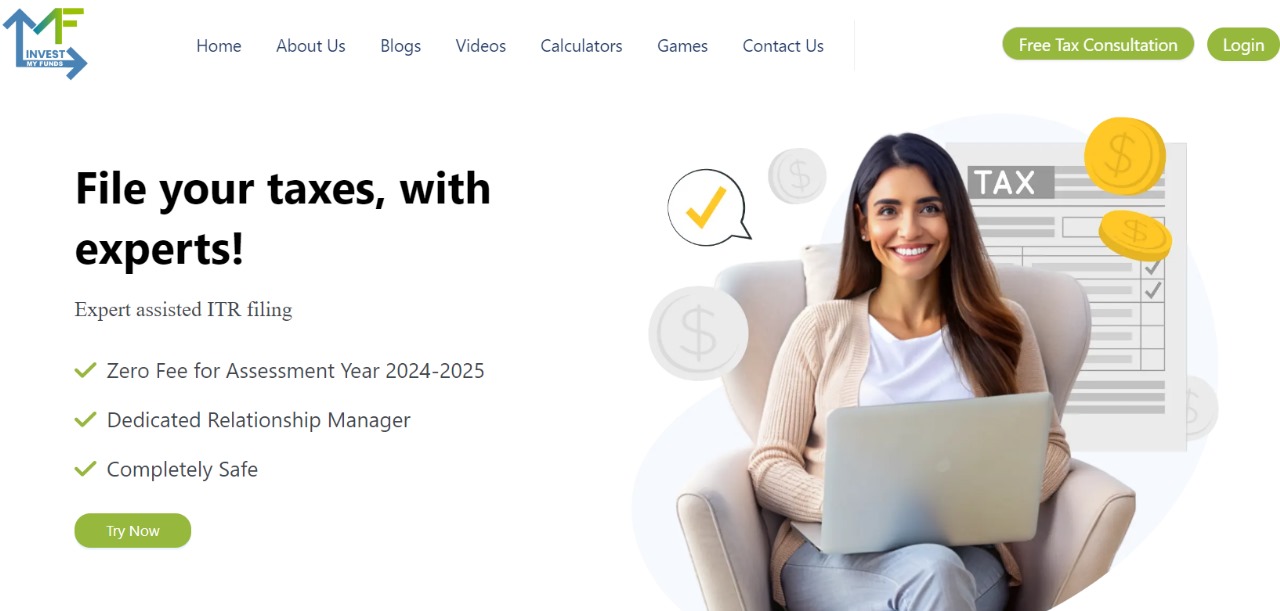 MF
INVEST
MY FUNDS
Home
About Us
Blogs
Videos
Calculators
Games
Contact Us
Free Tax Consultation
Login
File your taxes, with
experts!
Expert assisted ITR filing
Zero Fee for Assessment Year 2024-2025
Dedicated Relationship Manager
Completely Safe
Try Now
TAX
$
$
$
$
$